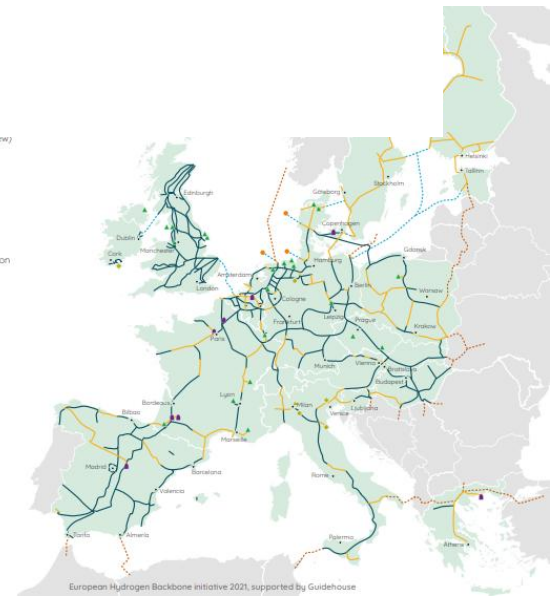 Helsinki
Tallinn
Stockholm
Göteborg
Edinburgh
Copenhagen
Dublin
Manchester
Cork
Gdansk
Hamburg
Amsterdam
London
Berlin
Warsaw
Cologne
Leipzig
Frankfurt
Prague
Krakow
Paris
Munich
Vienna
Bratislava
Budapest
Lyon
Bordeaux
Milan
Venice
Ljubljana
Bilbao
Marseille
Madrid
Barcelona
Rome
Valencia
Tarifa
Almería
Palermo
Athens
European Hydrogen Backbone initiative 2021, supported by Guidehouse